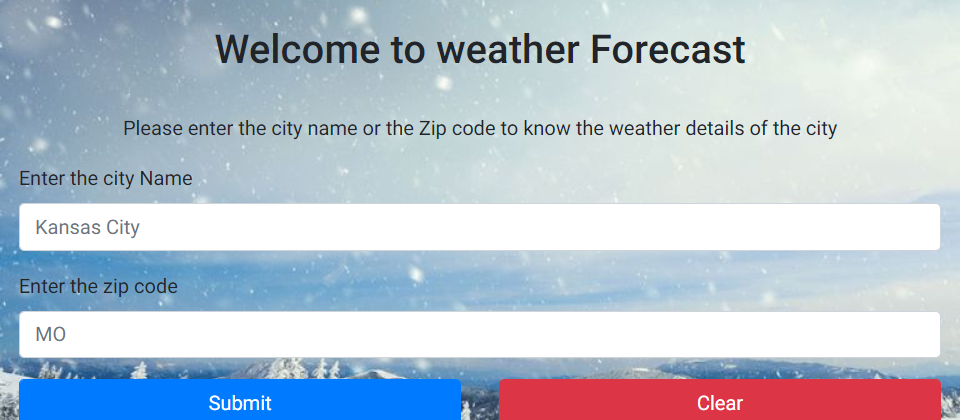 Welcome to weather Forecast
Please enter the city name or the Zip code to know the weather details of the city
Enter the city Name
Kansas City
Enter the zip code
MO
Submit
Clear